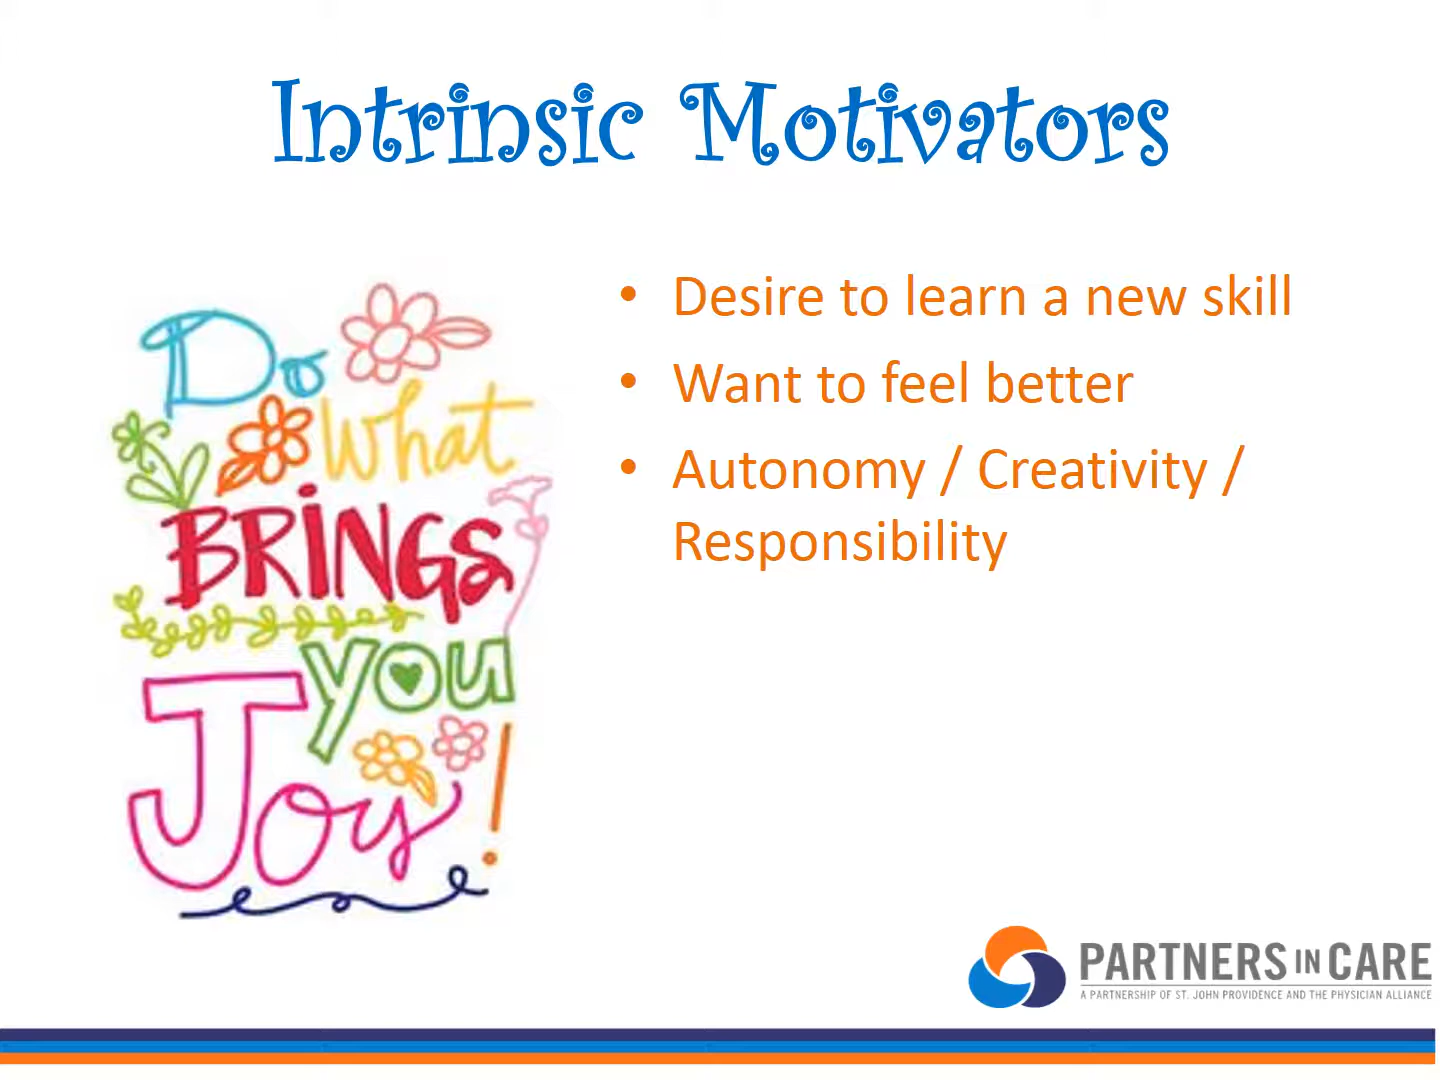 Intrinsic Motivators
Do
What
BRINGS
you
Joy!
• Desire to learn a new skill
• Want to feel better
• Autonomy / Creativity /
Responsibility
PARTNERS IN CARE
A PARTNERSHIP OF ST. JOHN PROVIDENCE AND THE PHYSICIAN ALLIANCE